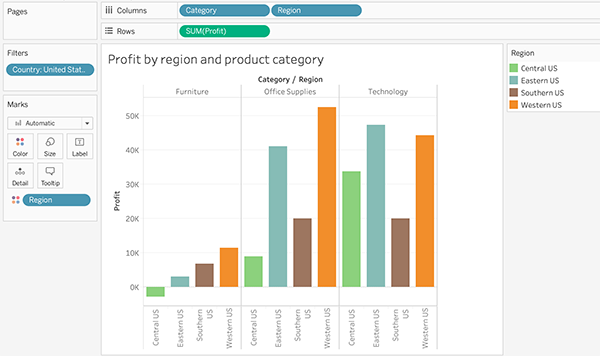 Pages
Columns
Category
Region
Rows
SUM(Profit)
Filters
Country: United Stat..
Marks
Automatic
Color
Size
Label
Detail
Tooltip
Region
Profit by region and product category
Category / Region
Furniture
Office Supplies
Technology
Profit
50K
40K
30K
20K
10K
0K
Central US
Eastern US
Southern
US
Western US
Central US
Eastern US
Southern
US
Western US
Central US
Eastern US
Southern
US
Western US
Region
Central US
Eastern US
Southern US
Western US